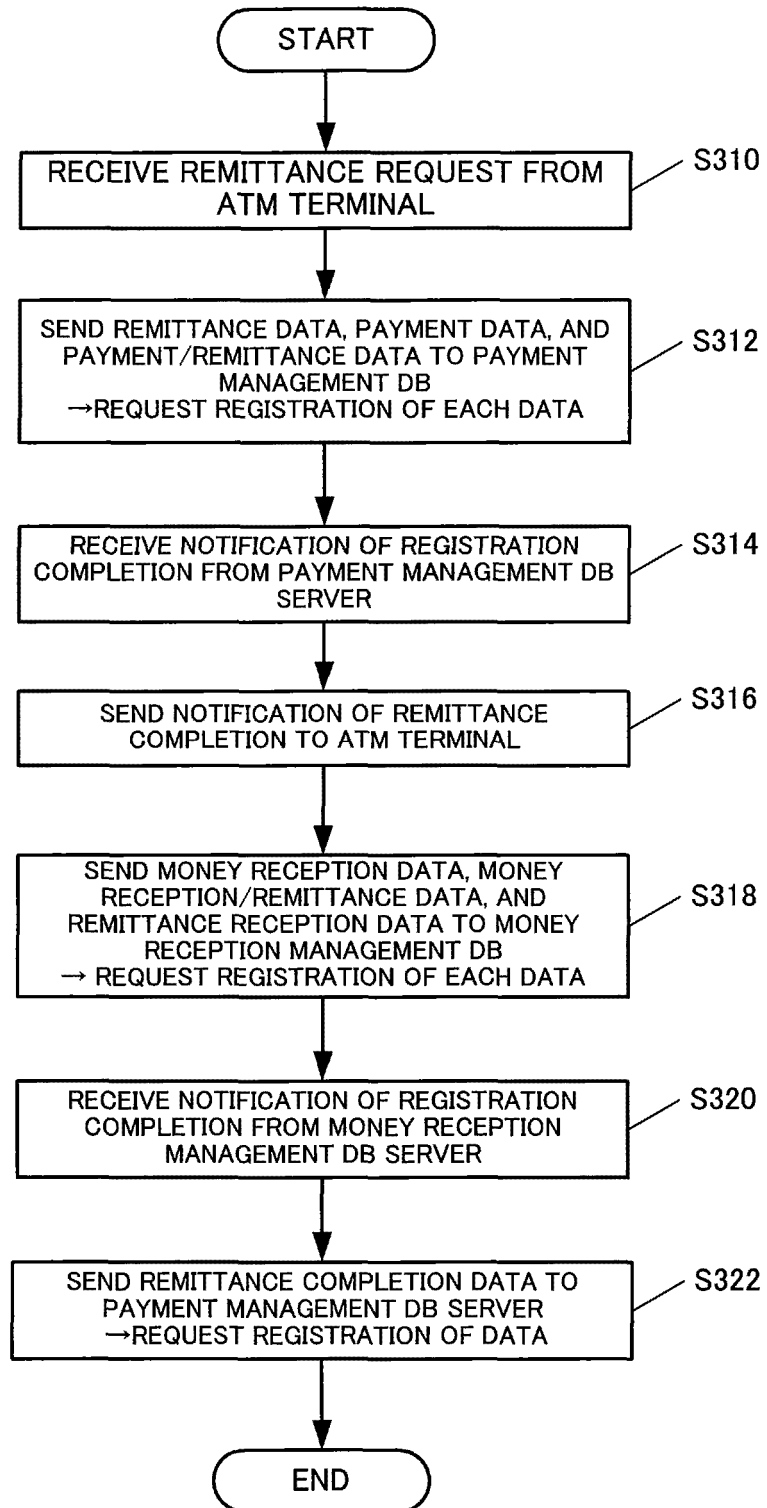 START
RECEIVE REMITTANCE REQUEST FROM
ATM TERMINAL
S310
SEND REMITTANCE DATA, PAYMENT DATA, AND
PAYMENT/REMITTANCE DATA TO PAYMENT
MANAGEMENT DB
→REQUEST REGISTRATION OF EACH DATA
S312
RECEIVE NOTIFICATION OF REGISTRATION
COMPLETION FROM PAYMENT MANAGEMENT DB
SERVER
S314
SEND NOTIFICATION OF REMITTANCE
COMPLETION TO ATM TERMINAL
S316
SEND MONEY RECEPTION DATA, MONEY
RECEPTION/REMITTANCE DATA, AND
REMITTANCE RECEPTION DATA TO MONEY
RECEPTION MANAGEMENT DB
→ REQUEST REGISTRATION OF EACH DATA
S318
RECEIVE NOTIFICATION OF REGISTRATION
COMPLETION FROM MONEY RECEPTION
MANAGEMENT DB SERVER
S320
SEND REMITTANCE COMPLETION DATA TO
PAYMENT MANAGEMENT DB SERVER
→REQUEST REGISTRATION OF DATA
S322
END